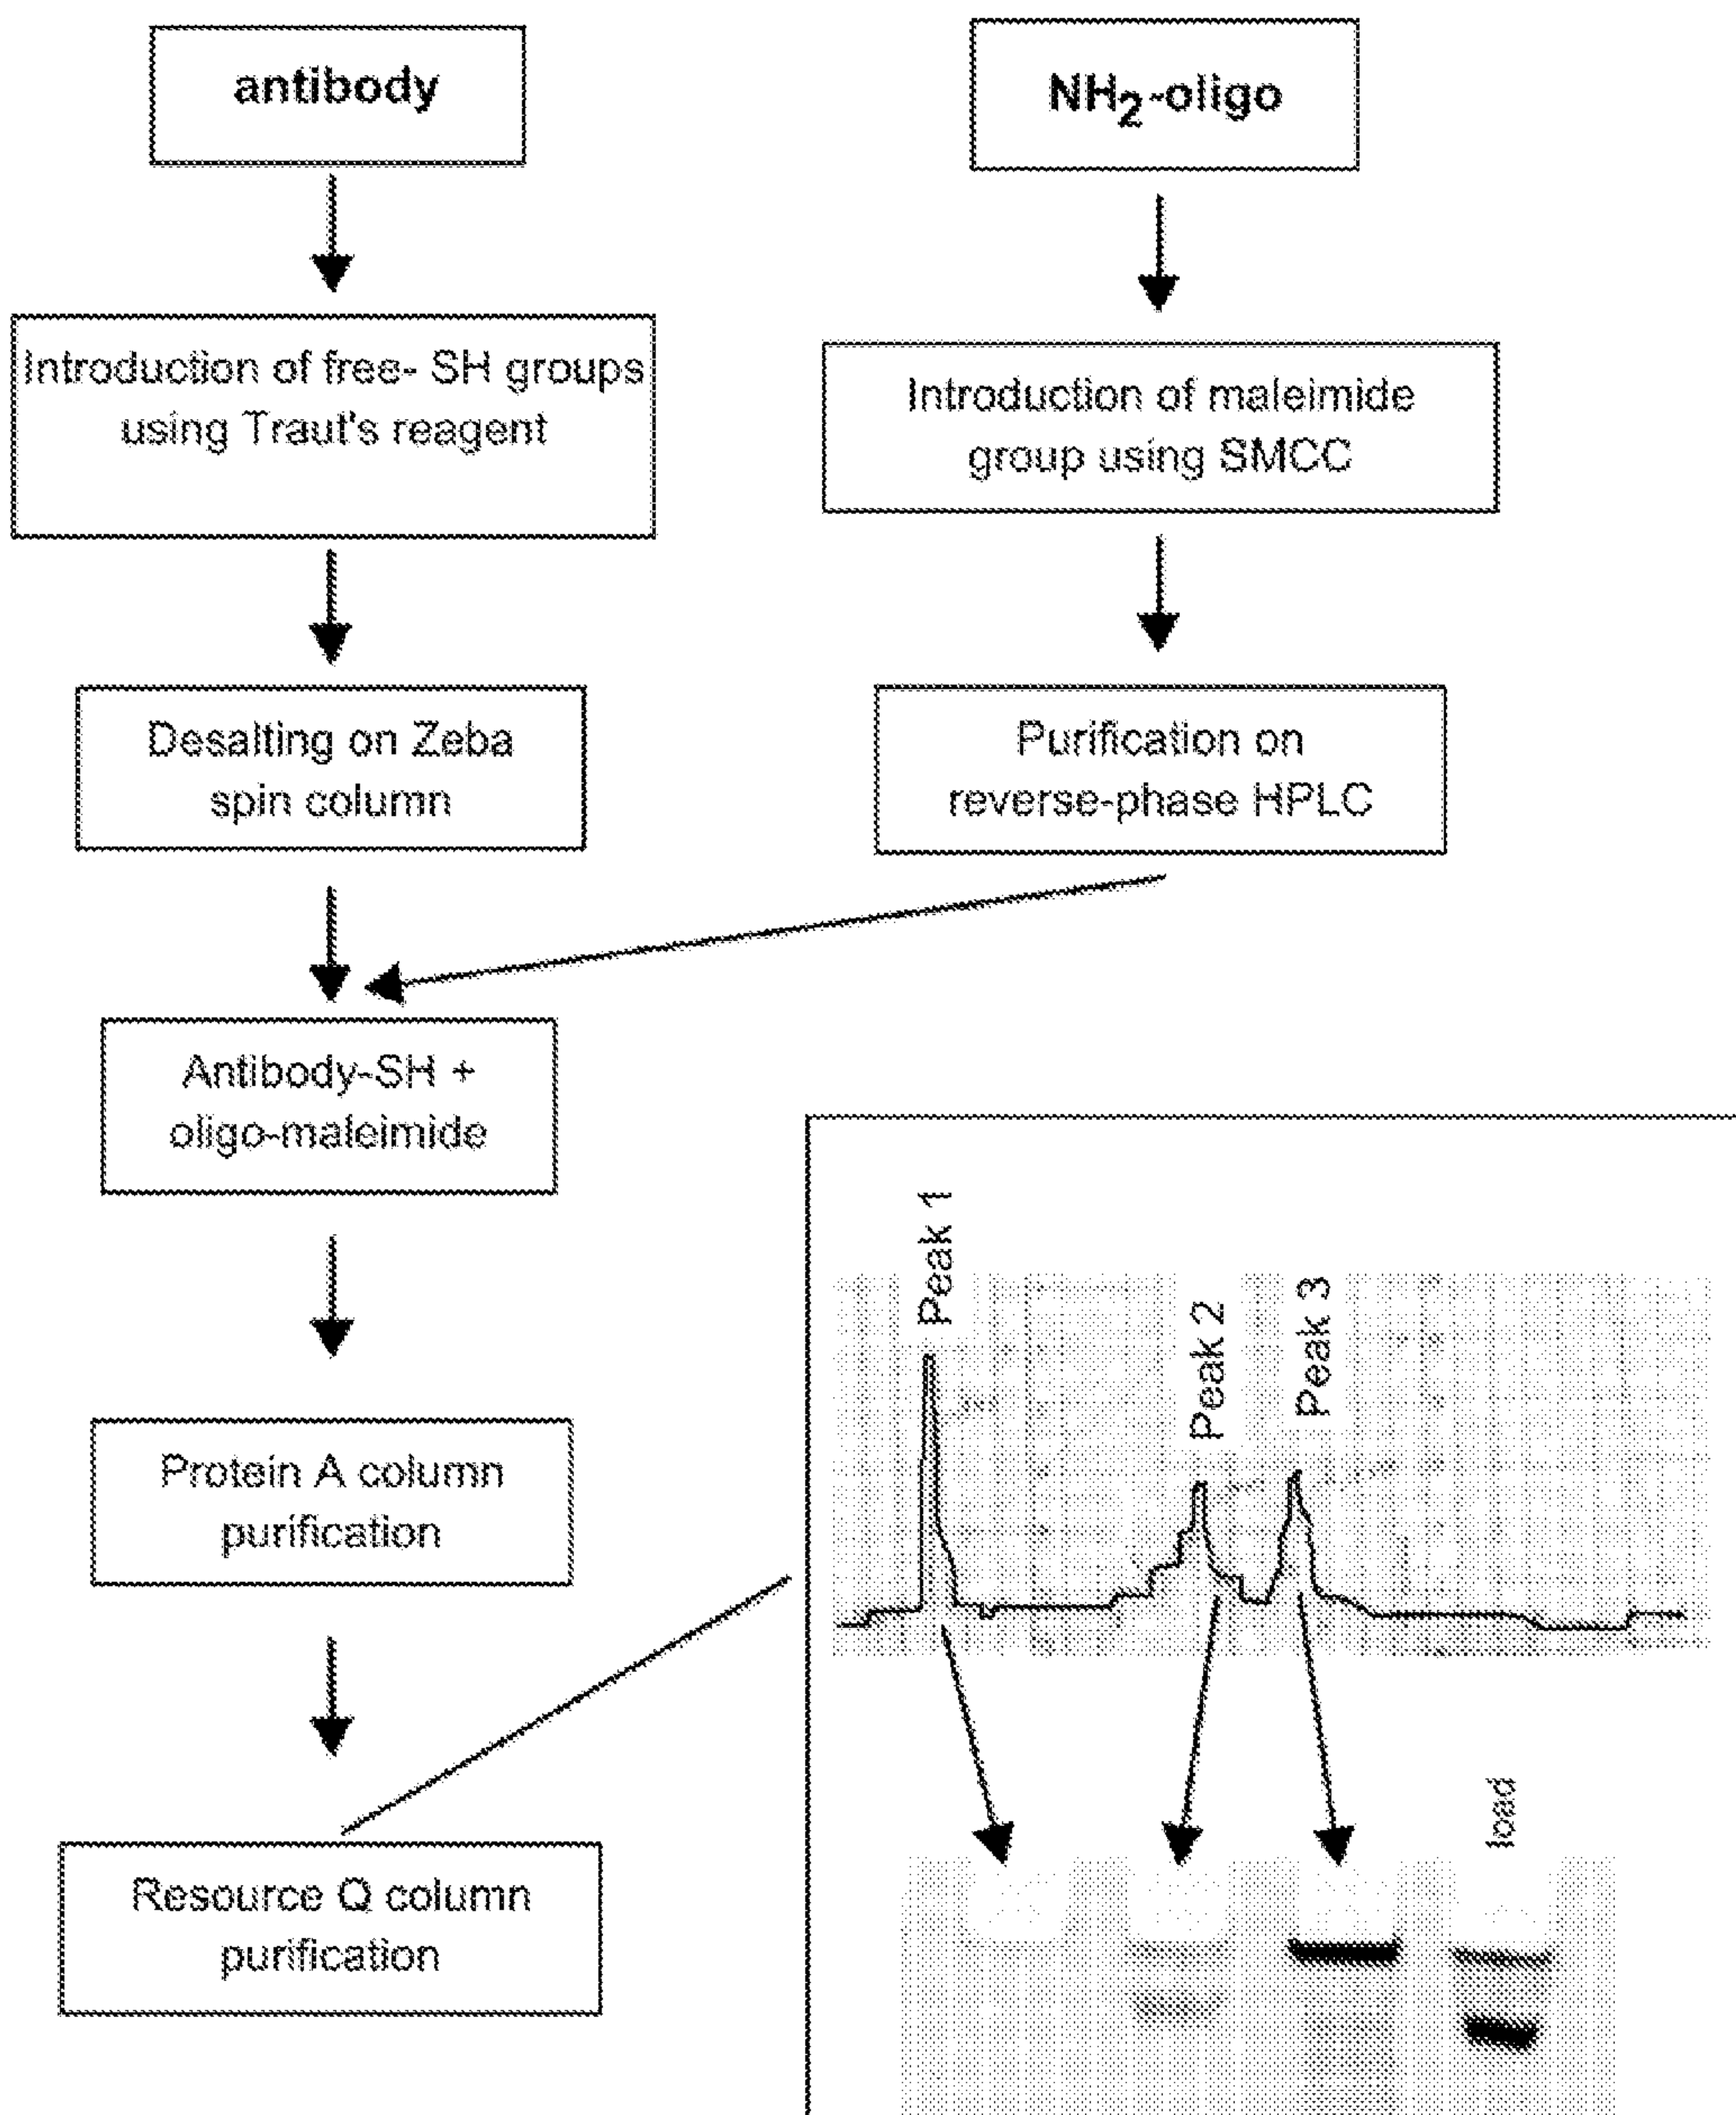 antibody
NH2-oligo
Introduction of free- SH groups
using Traut's reagent
Introduction of maleimide
group using SMCC
Desalting on Zeba
spin column
Purification on
reverse-phase HPLC
Antibody-SH +
oligo-maleimide
Protein A column
purification
Resource Q column
purification
Peak 1
Peak 2
Peak 3
load